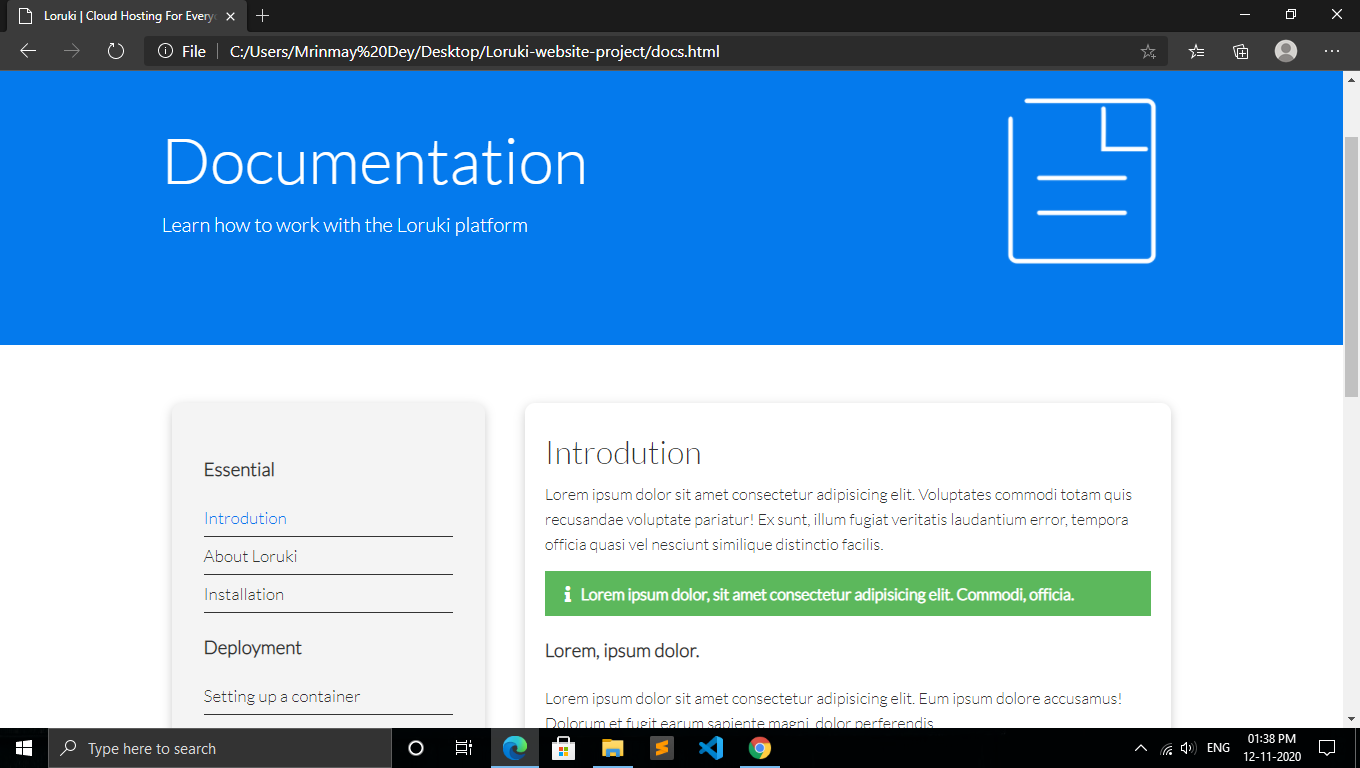 Loruki | Cloud Hosting For Everyo
File
C:/Users/Mrinmay%20Dey/Desktop/Loruki-website-project/docs.html
Documentation
Learn how to work with the Loruki platform
Essential
Introdution
About Loruki
Installation
Deployment
Setting up a container
Introdution
Lorem ipsum dolor sit amet consectetur adipisicing elit. Voluptates commodi totam quis
recusandae voluptate pariatur! Ex sunt, illum fugiat veritatis laudantium error, tempora
officia quasi vel nesciunt similique distinctio facilis.
Lorem ipsum dolor, sit amet consectetur adipisicing elit. Commodi, officia.
Lorem, ipsum dolor.
Lorem ipsum dolor sit amet consectetur adipisicing elit. Eum ipsum dolore accusamus!
Dolorum et fugit earum sapiente magni, dolor perferendis
Type here to search
ENG
01:38 PM
12-11-2020